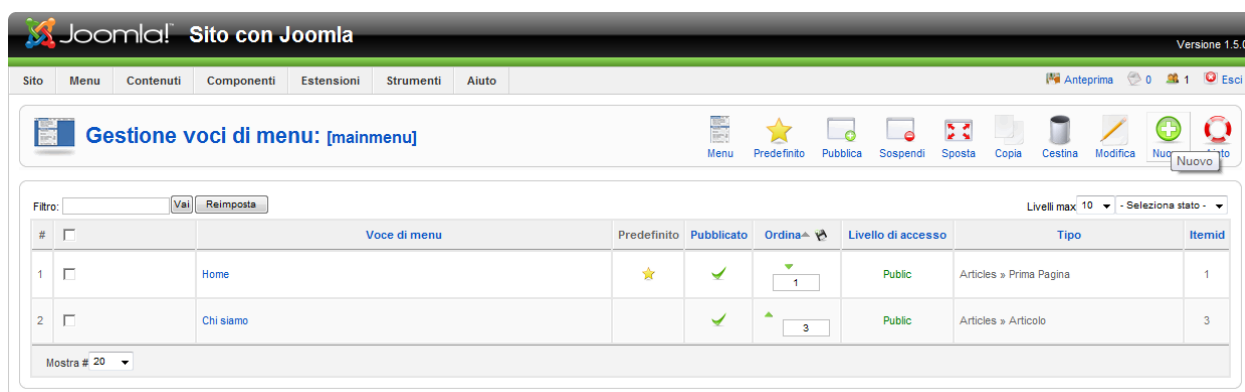 Joomla! Sito con Joomla
Versione 1.5.0
Sito Menu Contenuti Componenti Estensioni Strumenti Aiuto Anteprima 0 1 Esci
Gestione voci di menu: [mainmenu]
Menu Predefinito Pubblica Sospendi Sposta Copia Cestina Modifica
Nuovo
Filtro: Vai Reimposta Livelli max 10 - Seleziona stato -
# Voce di menu Predefinito Pubblicato Ordina Livello di accesso Tipo Itemid
1 Home 1 Public Articles » Prima Pagina 1
2 Chi siamo 3 Public Articles » Articolo 3
Mostra # 20